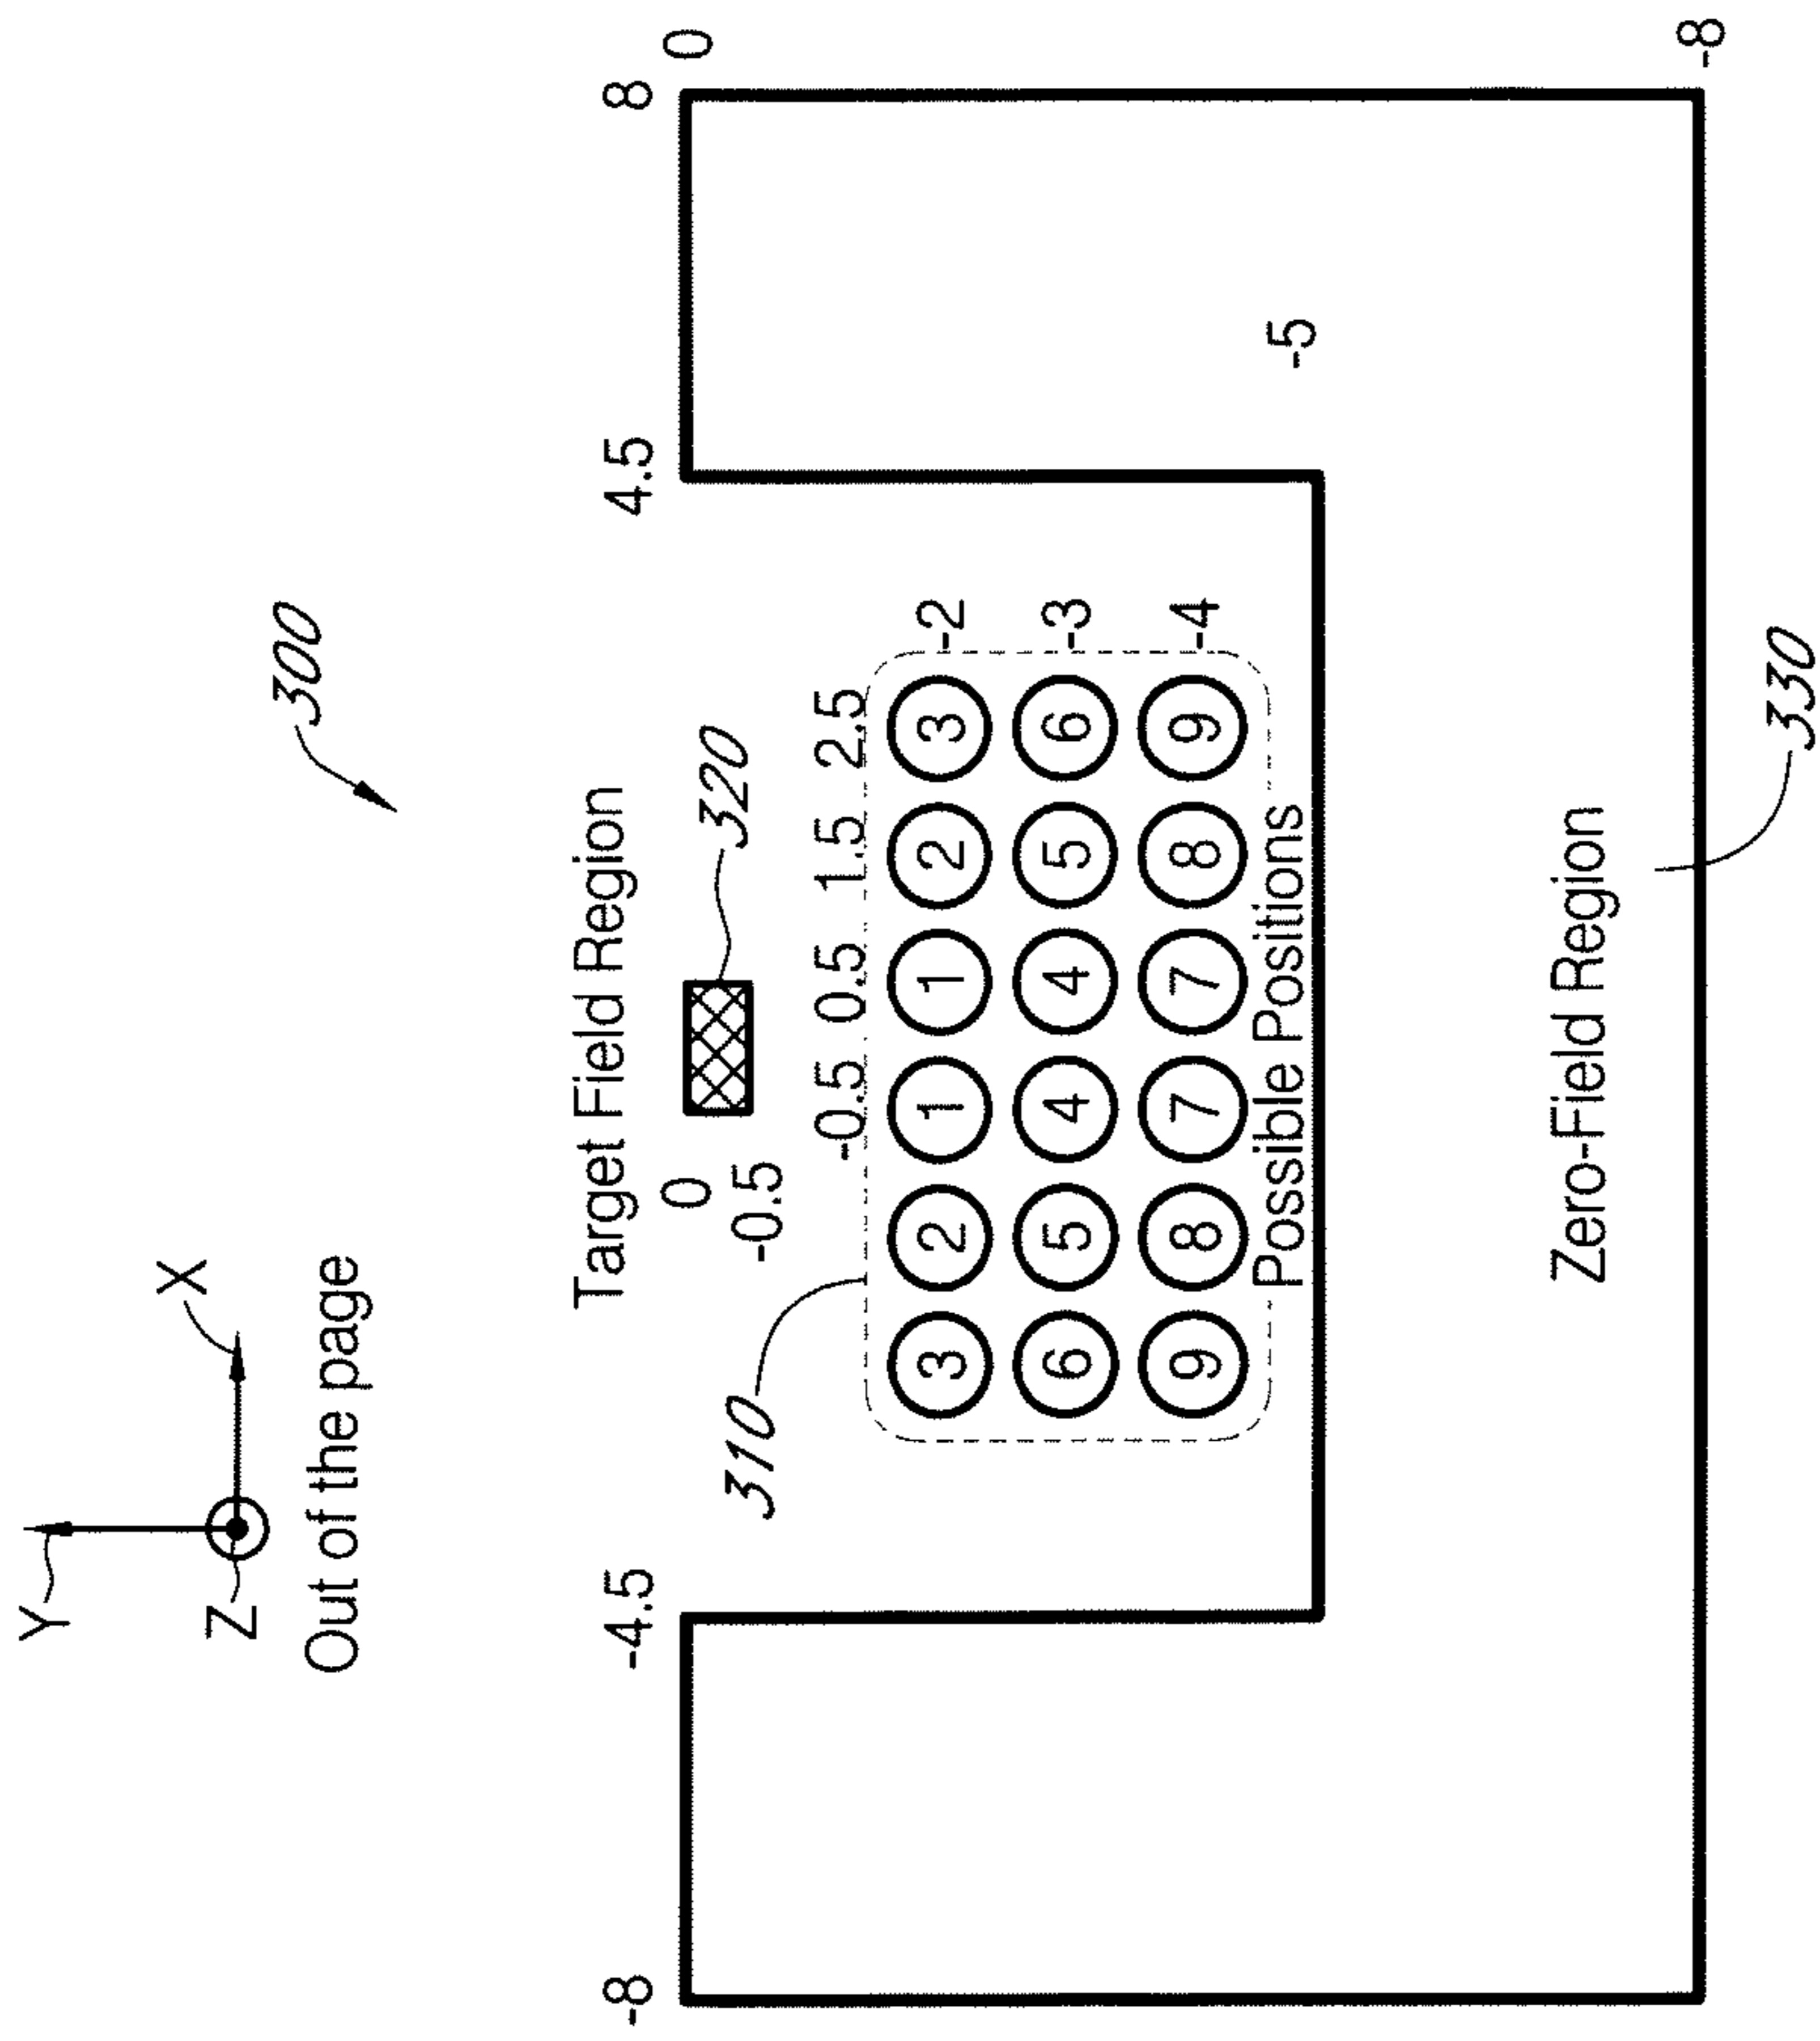 Y
X
Z
Out of the page
300
Target Field Region
-8
-4.5
4.5
8
0
0
-0.5
320
310
-0.5 0.5 1.5 2.5
3 2 1 1 2 3 -2
6 5 4 4 5 6 -3
9 8 7 7 8 9 -4
Possible Positions
-5
Zero-Field Region
-8
330